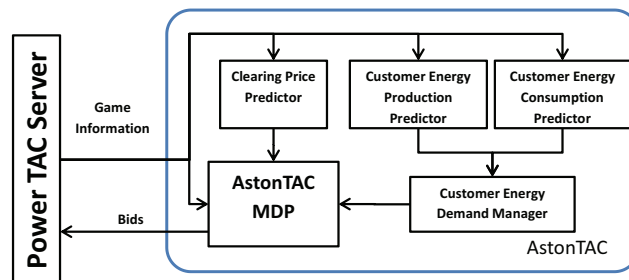 Power TAC Server
Game
Information
Bids
Clearing Price
Predictor
Customer Energy
Production
Predictor
Customer Energy
Consumption
Predictor
AstonTAC
MDP
Customer Energy
Demand Manager
AstonTAC